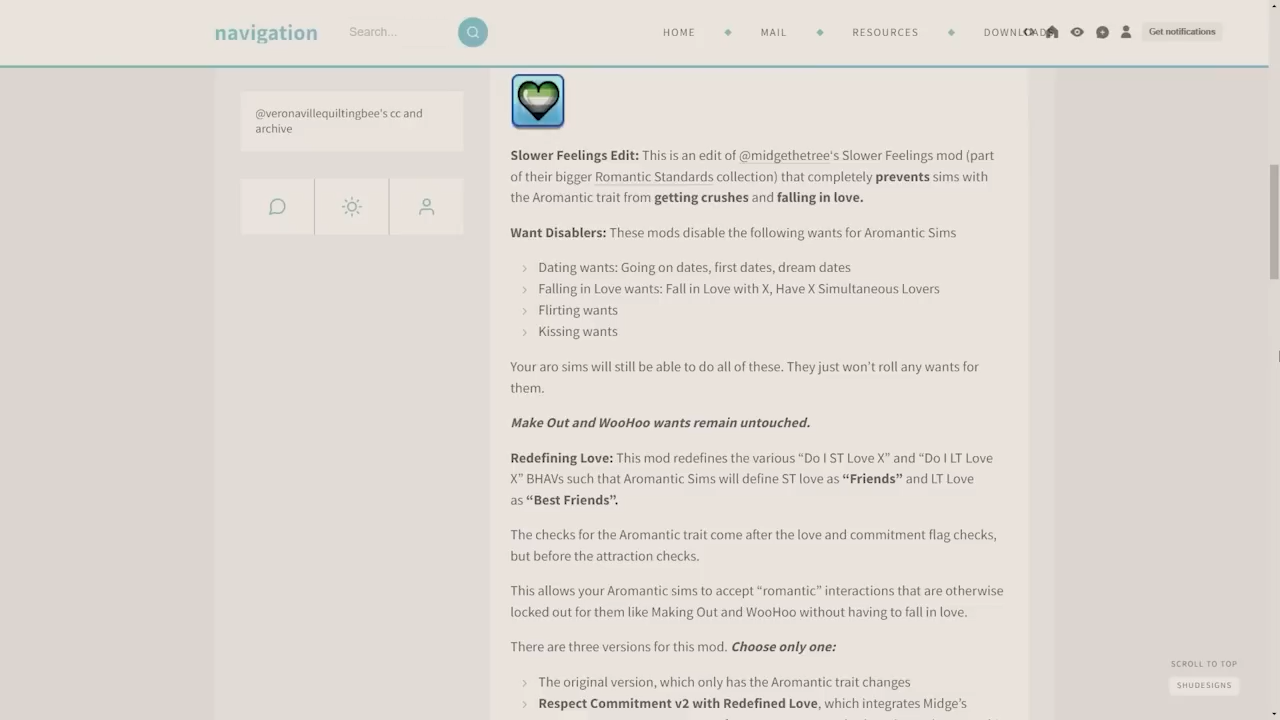 navigation
Search...
HOME
MAIL
RESOURCES
Get notifications
@veronavillequiltingbee's cc and
archive
Slower Feelings Edit: This is an edit of @midgethetree's Slower Feelings mod (part
of their bigger Romantic Standards collection) that completely prevents sims with
the Aromantic trait from getting crushes and falling in love.
Want Disablers: These mods disable the following wants for Aromantic Sims
Dating wants: Going on dates, first dates, dream dates
Falling in Love wants: Fall in Love with X, Have X Simultaneous Lovers
Flirting wants
Kissing wants
Your aro sims will still be able to do all of these. They just won't roll any wants for
them.
Make Out and WooHoo wants remain untouched.
Redefining Love: This mod redefines the various “Do I ST Love X” and “Do I LT Love
X” BHAVs such that Aromantic Sims will define ST love as “Friends” and LT Love
as “Best Friends”.
The checks for the Aromantic trait come after the love and commitment flag checks,
but before the attraction checks.
This allows your Aromantic sims to accept “romantic” interactions that are otherwise
locked out for them like Making Out and WooHoo without having to fall in love.
There are three versions for this mod. Choose only one:
The original version, which only has the Aromantic trait changes
Respect Commitment v2 with Redefined Love, which integrates Midge's
SCROLL TO TOP
SHUDESIGNS